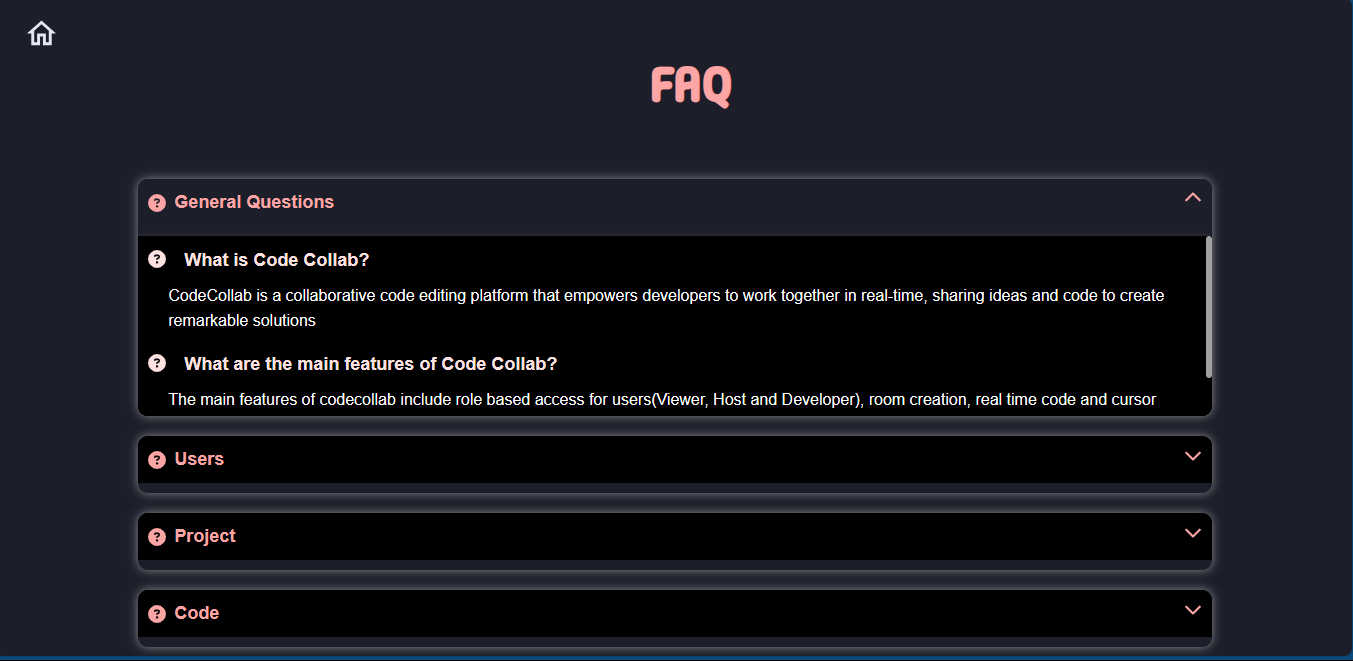 FAQ
General Questions
What is Code Collab?
CodeCollab is a collaborative code editing platform that empowers developers to work together in real-time, sharing ideas and code to create
remarkable solutions
What are the main features of Code Collab?
The main features of codecollab include role based access for users(Viewer, Host and Developer), room creation, real time code and cursor
Users
Project
Code